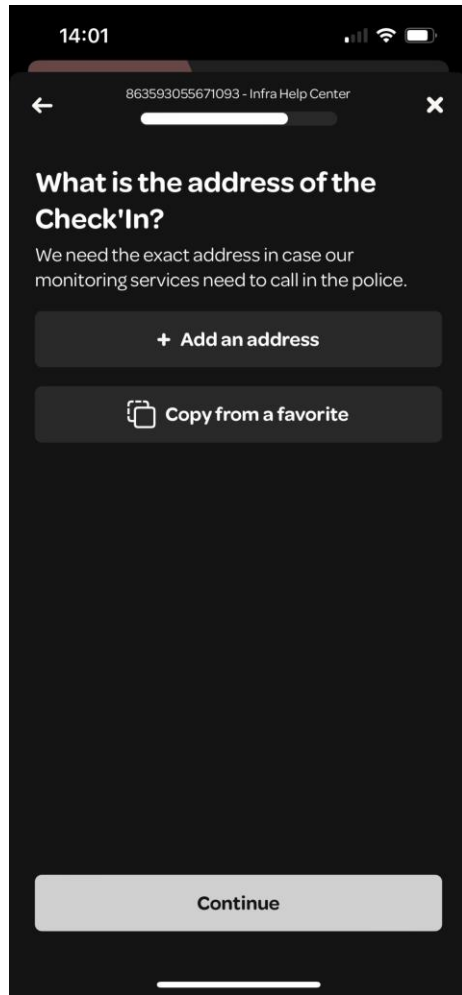 14:01
863593055671093 - Infra Help Center
What is the address of the
Check'In?
We need the exact address in case our
monitoring services need to call in the police.
+ Add an address
Copy from a favorite
Continue